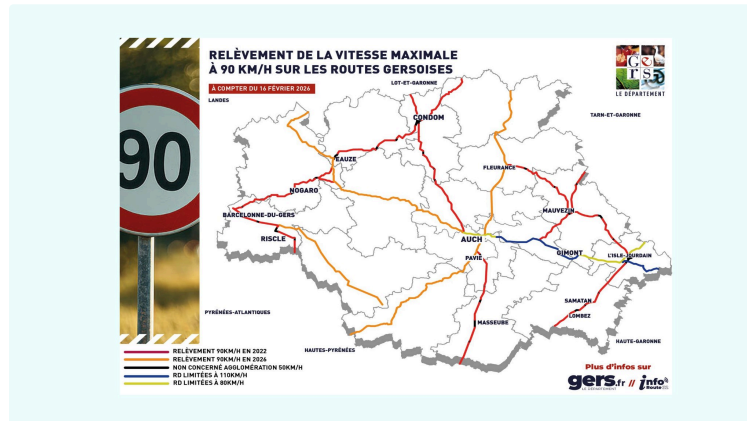 RELÈVEMENT DE LA VITESSE MAXIMALE
À 90 KM/H SUR LES ROUTES GERSOISES
À COMPTER DU 16 FÉVRIER 2026
90
Gers
LE DÉPARTEMENT
LOT-ET-GARONNE
LANDES
TARN-ET-GARONNE
CONDOM
EAUZE
FLEURANCE
NOGARO
MAUVEZIN
BARCELONNE-DU-GERS
RISCLE
AUCH
PAVIE
GIMONT
L'ISLE-JOURDAIN
SAMATAN
LOMBEZ
MASSEUBE
PYRÉNÉES-ATLANTIQUES
HAUTES-PYRÉNÉES
HAUTE-GARONNE
RELÈVEMENT 90KM/H EN 2022
RELÈVEMENT 90KM/H EN 2026
NON CONCERNÉ AGGLOMÉRATION 50KM/H
RD LIMITÉES À 110KM/H
RD LIMITÉES À 80KM/H
Plus d'infos sur
gers.fr // info
LE DÉPARTEMENT
Route